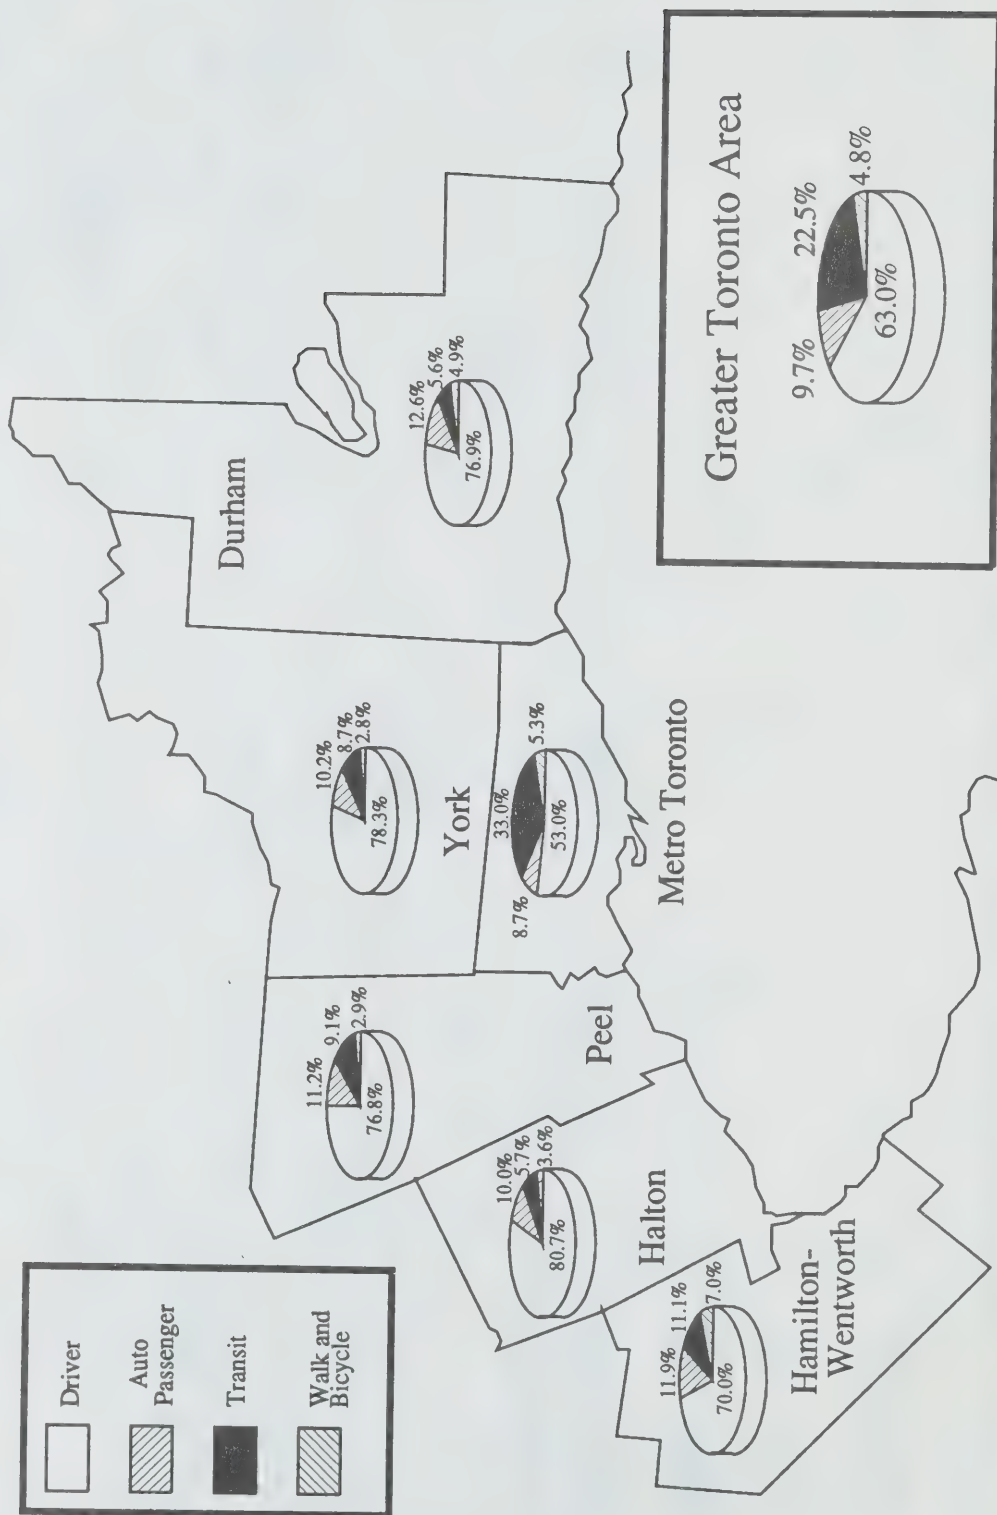 Driver
Auto
Passenger
Transit
Walk and
Bicycle
Durham
12.6%
5.6%
4.9%
76.9%
York
10.2%
8.7%
2.8%
78.3%
Peel
11.2%
9.1%
2.9%
76.8%
Metro Toronto
33.0%
5.3%
8.7%
53.0%
Halton
10.0%
5.7%
3.6%
80.7%
Hamilton-
Wentworth
11.9%
11.1%
7.0%
70.0%
Greater Toronto Area
9.7%
22.5%
4.8%
63.0%